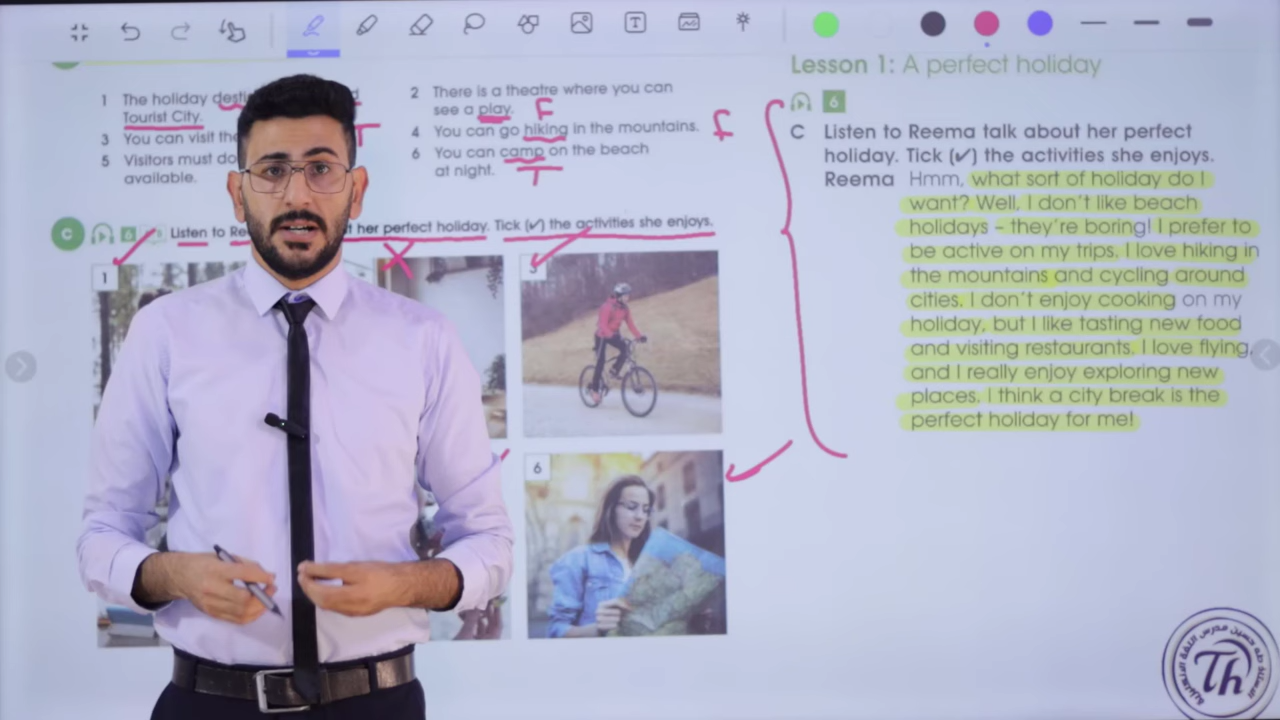 1 The holiday
Tourist City.
3 You can visit the
5 Visitors must do
available.
2 There is a theatre where you can
see a play. F
4 You can go hiking in the mountains. F
6 You can camp on the beach
at night. T
T
C 6 Listen to her perfect holiday. Tick (✓) the activities she enjoys.
1
3
6
Lesson 1: A perfect holiday
6
C Listen to Reema talk about her perfect
holiday. Tick (✓) the activities she enjoys.
Reema Hmm, what sort of holiday do I
want? Well, I don't like beach
holidays – they're boring! I prefer to
be active on my trips. I love hiking in
the mountains and cycling around
cities. I don't enjoy cooking on my
holiday, but I like tasting new food
and visiting restaurants. I love flying,
and I really enjoy exploring new
places. I think a city break is the
perfect holiday for me!
Th